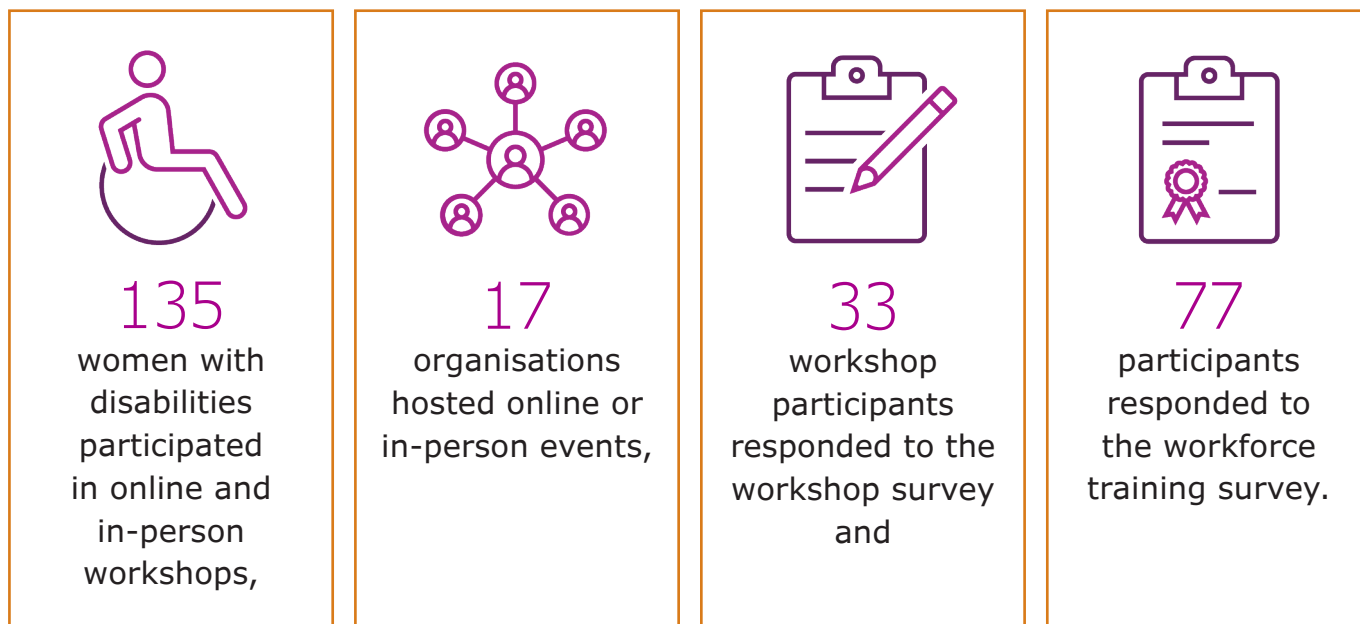 135
women with
disabilities
participated
in online and
in-person
workshops,
17
organisations
hosted online or
in-person events,
33
workshop
participants
responded to the
workshop survey
and
77
participants
responded to
the workforce
training survey.